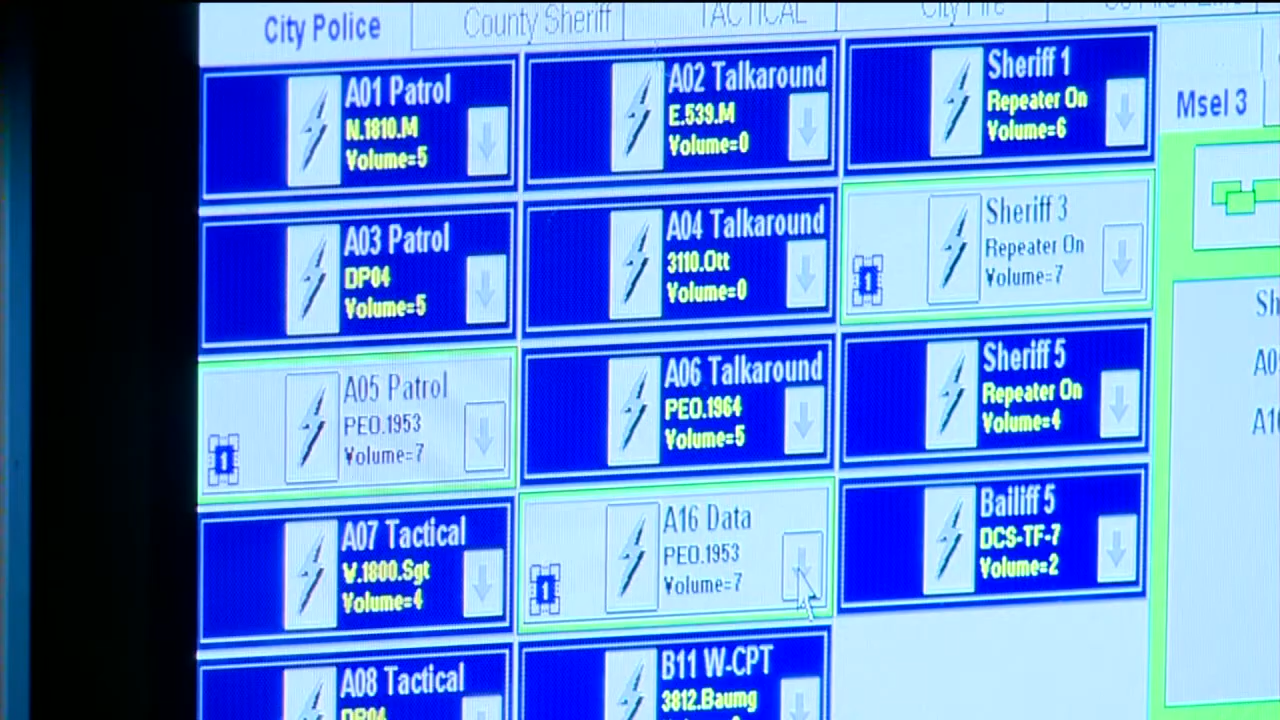 City Police
County Sheriff
TACTICAL
City Fire
A01 Patrol
N.1810.M
Volume=5
A02 Talkaround
E.539.M
Volume=0
Sheriff 1
Repeater On
Volume=6
Msel 3
A03 Patrol
DP04
Volume=5
A04 Talkaround
3110.Ott
Volume=0
Sheriff 3
Repeater On
Volume=7
1
A05 Patrol
PEO.1953
Volume=7
1
A06 Talkaround
PEO.1964
Volume=5
Sheriff 5
Repeater On
Volume=4
A07 Tactical
W.1800.Sgt
Volume=4
A16 Data
PEO.1953
Volume=7
1
Bailiff 5
DCS-TF-7
Volume=2
A08 Tactical
DP04
B11 W-CPT
3812.Baumg